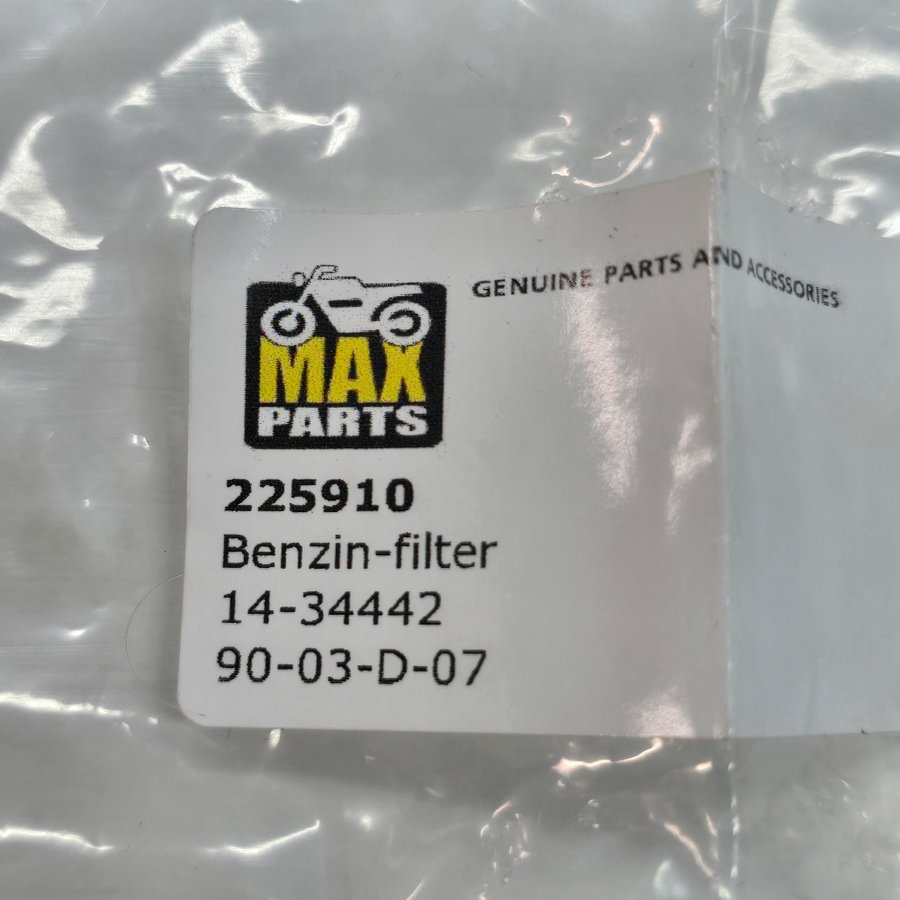 GENUINE PARTS AND ACCESSORIES
MAX
PARTS
225910
Benzin-filter
14-34442
90-03-D-07